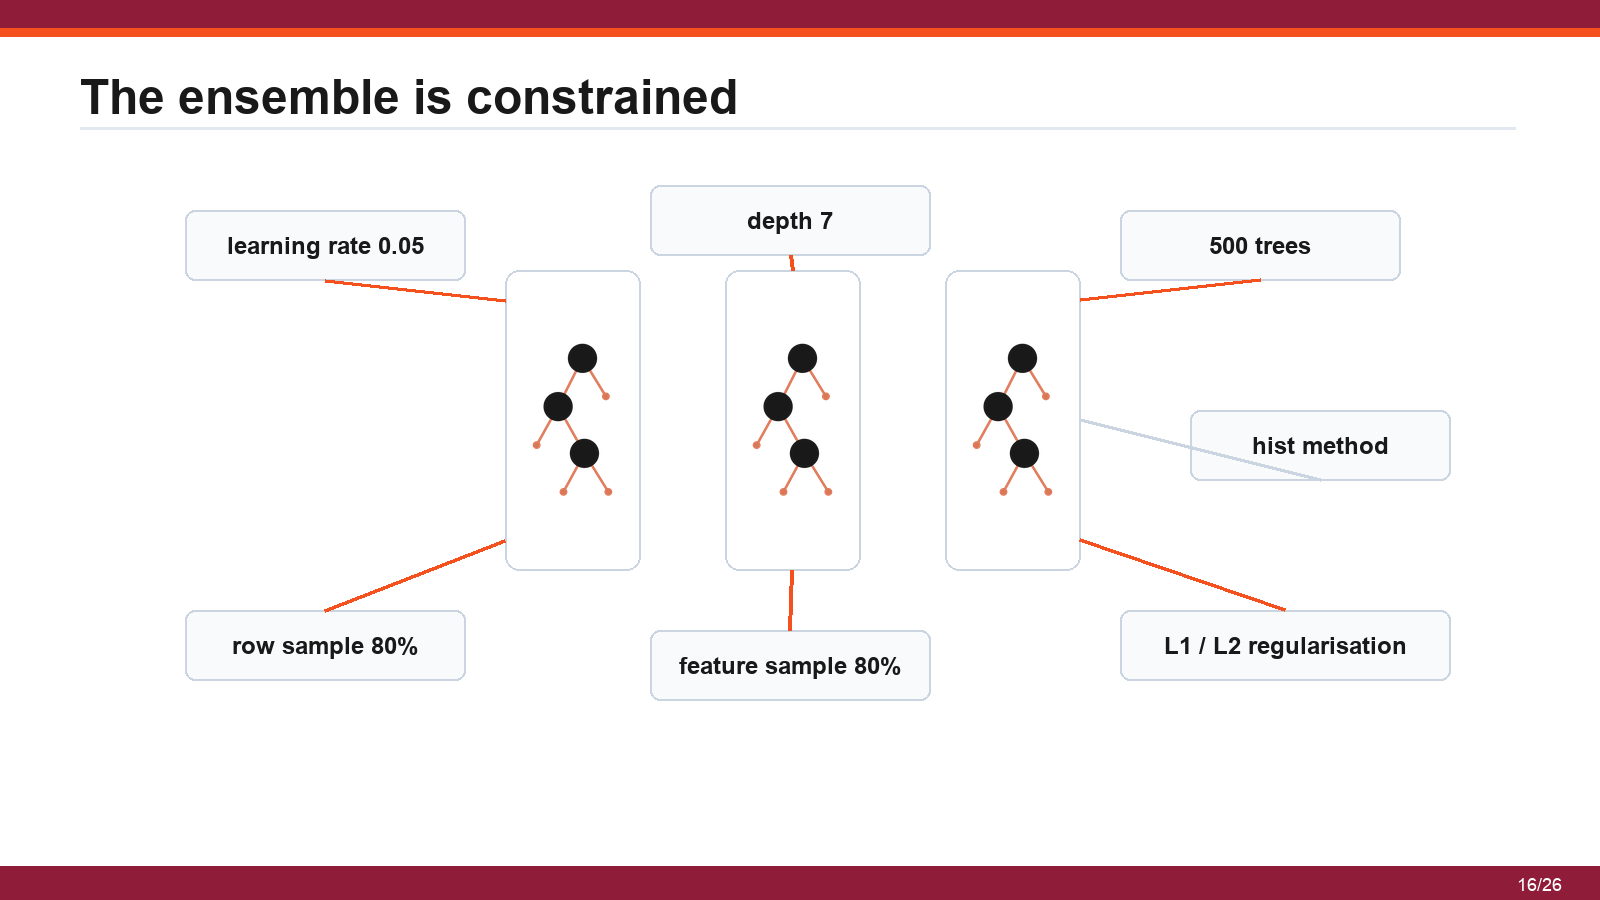 The ensemble is constrained
learning rate 0.05
depth 7
500 trees
hist method
row sample 80%
feature sample 80%
L1 / L2 regularisation
16/26